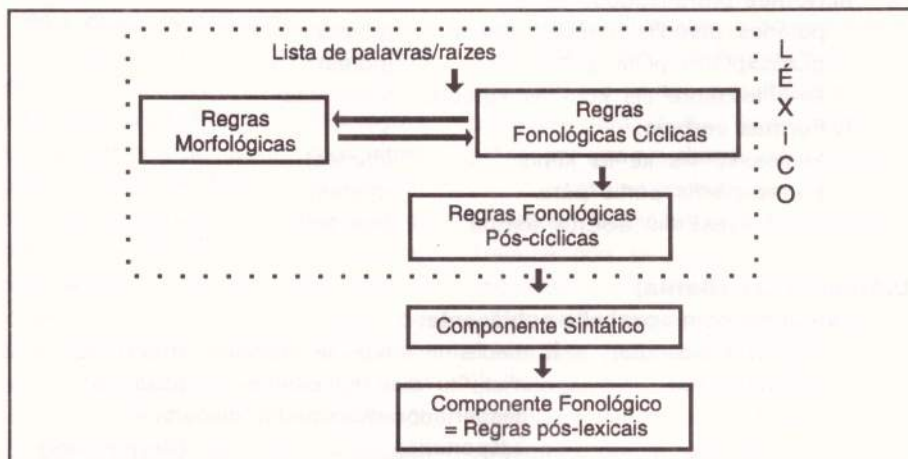 Lista de palavras/raízes
Regras
Morfológicas
Regras
Fonológicas Cíclicas
Regras Fonológicas
Pós-cíclicas
LÉXiCO
Componente Sintático
Componente Fonológico
= Regras pós-lexicais